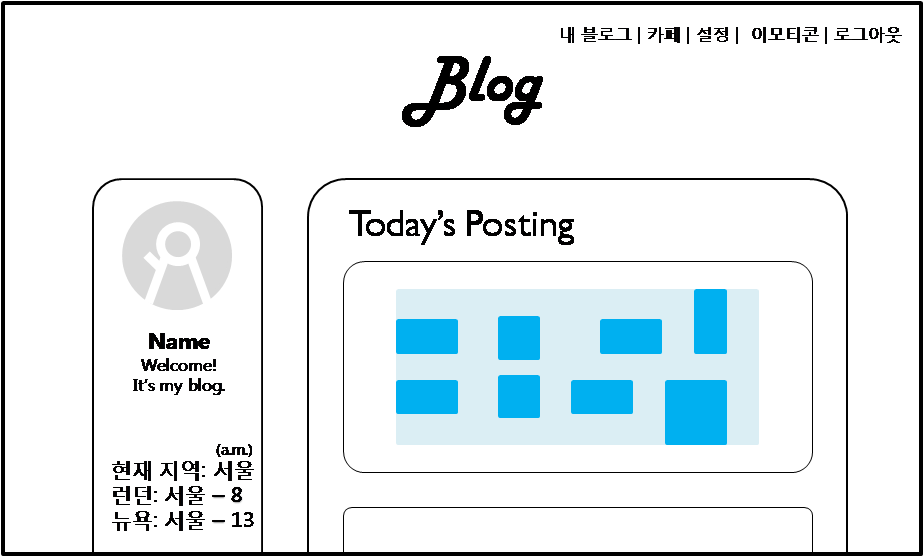 내 블로그 | 카페 | 설정 | 이모티콘 | 로그아웃
Blog
Today's Posting
Name
Welcome!
It's my blog.
(a.m.)
현재 지역: 서울
런던: 서울 – 8
뉴욕: 서울 – 13